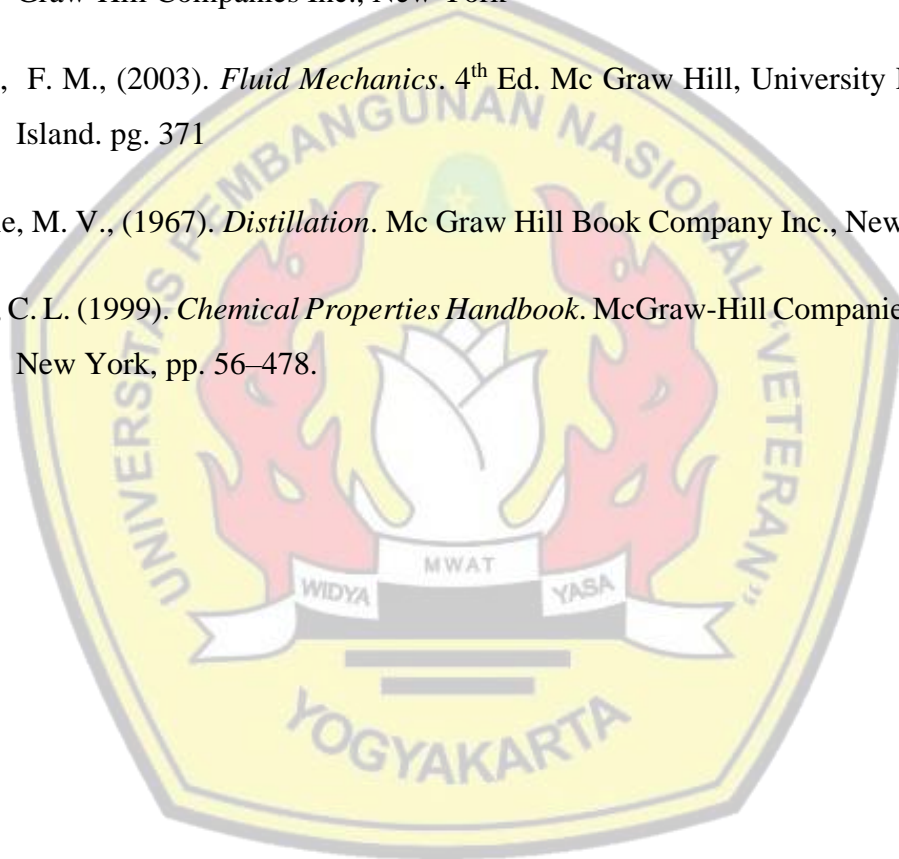 Graw-Hill Companies Inc., New York
, F. M., (2003). Fluid Mechanics. 4th Ed. Mc Graw Hill, University
Island. pg. 371
e, M. V., (1967). Distillation. Mc Graw Hill Book Company Inc., New
C. L. (1999). Chemical Properties Handbook. McGraw-Hill Companie
New York, pp. 56–478.
UNIVERSITAS PEMBANGUNAN NASIONAL "VETERAN"
WIDYA MWAT YASA
YOGYAKARTA